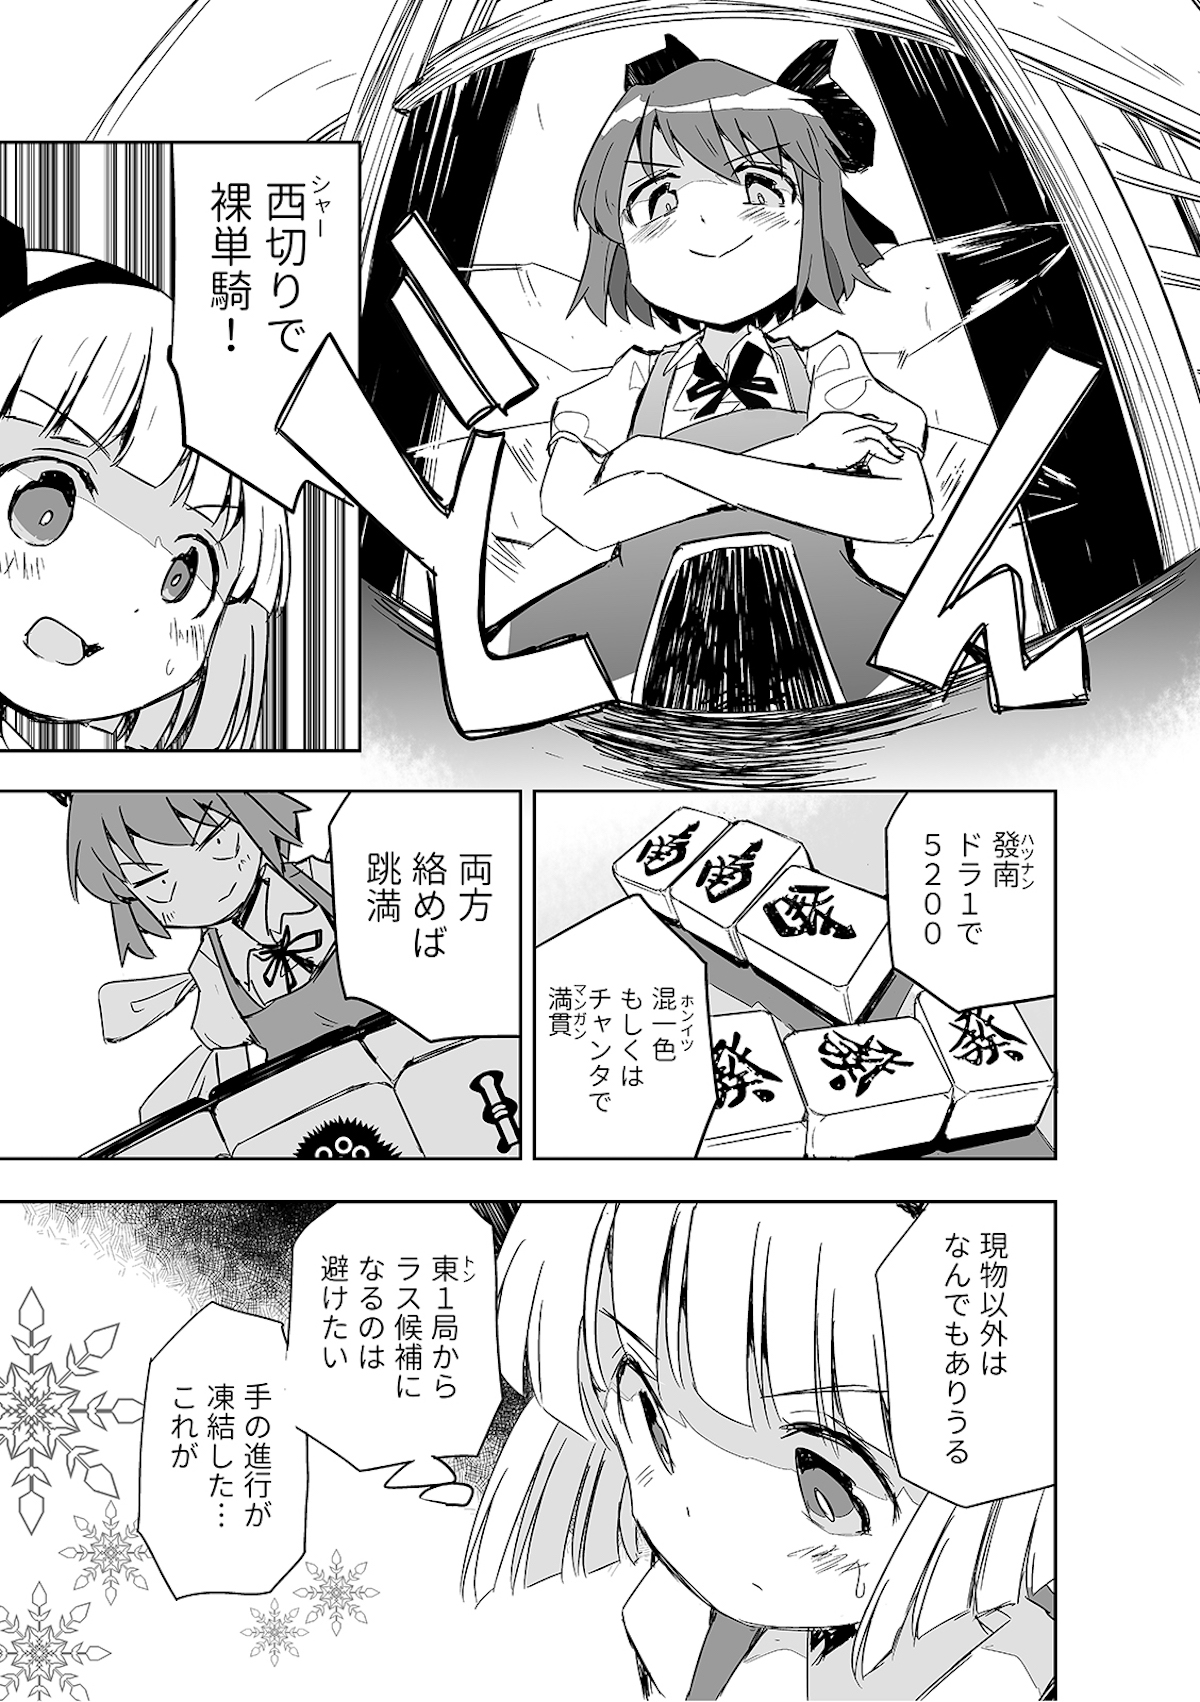 どん!!
西切りで
シャー
裸単騎!
發南
ハツナン
ドラ1で
5200
混一色
ホンイツ
もしくは
チャンタで
満貫
マンガン
發
發
發
両方
絡めば
跳満
現物以外は
なんでもありうる
東1局から
トン
ラス候補に
なるのは
避けたい
手の進行が
凍結した…
これが